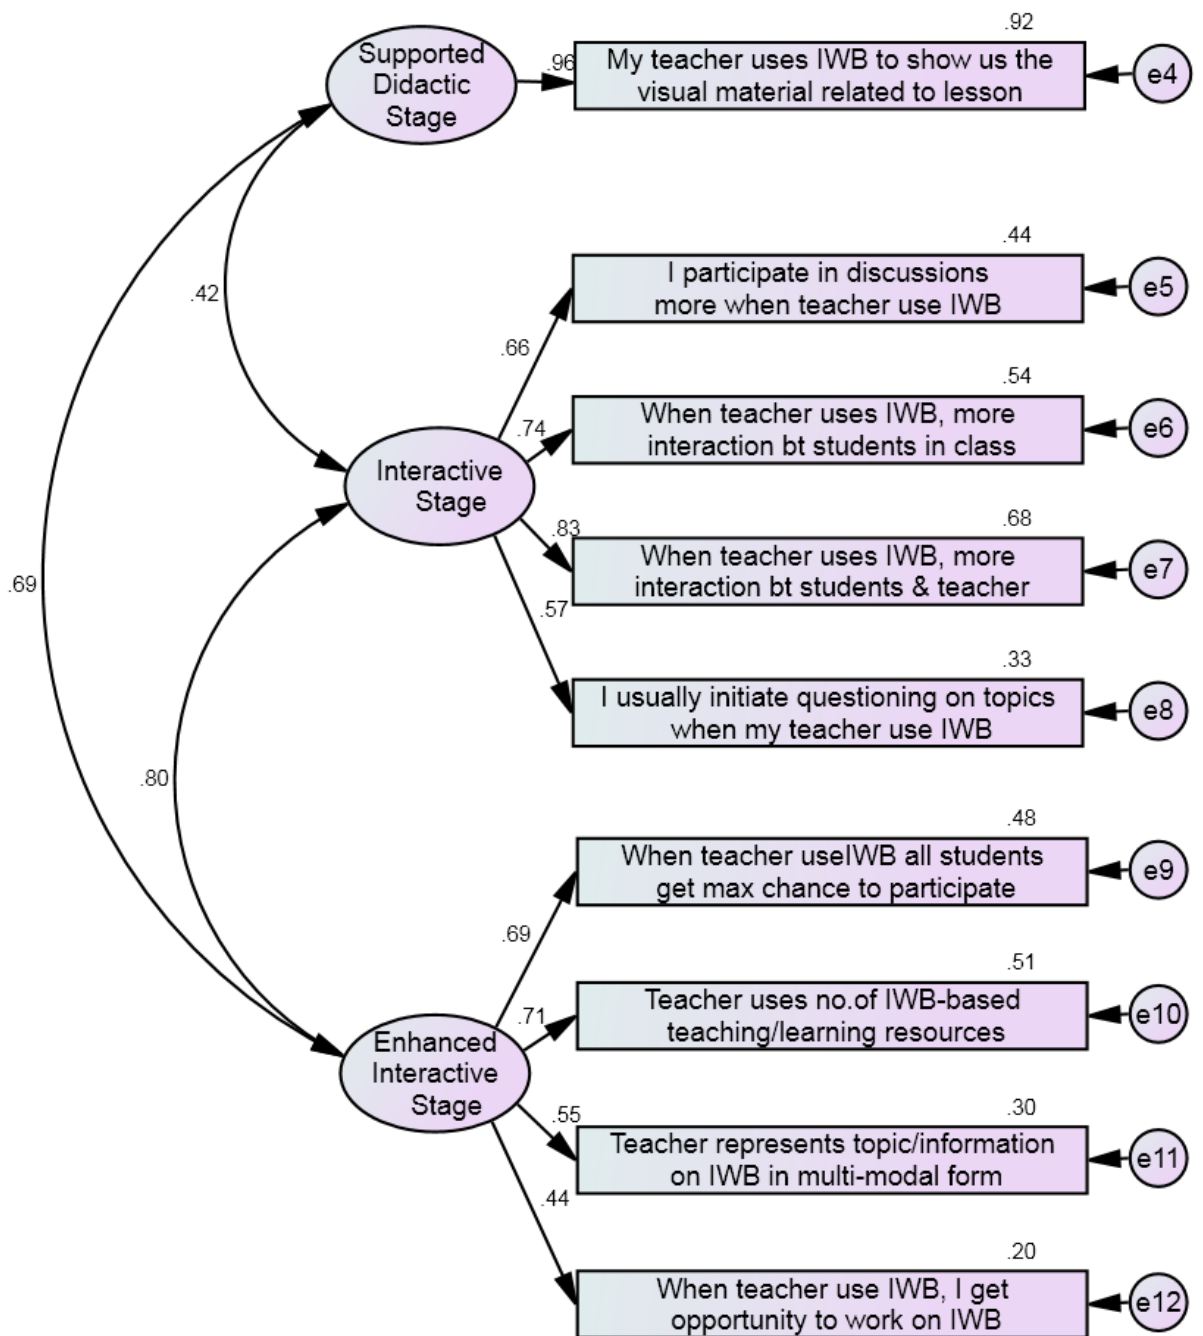 .92
Supported
Didactic
Stage
.96
My teacher uses IWB to show us the
visual material related to lesson
e4
.44
I participate in discussions
more when teacher use IWB
e5
.42
.66
.54
When teacher uses IWB, more
interaction bt students in class
e6
.74
Interactive
Stage
.68
When teacher uses IWB, more
interaction bt students & teacher
e7
.83
.69
.57
.33
I usually initiate questioning on topics
when my teacher use IWB
e8
.80
.48
When teacher useIWB all students
get max chance to participate
e9
.69
.51
Teacher uses no.of IWB-based
teaching/learning resources
e10
.71
Enhanced
Interactive
Stage
.30
Teacher represents topic/information
on IWB in multi-modal form
e11
.55
.44
.20
When teacher use IWB, I get
opportunity to work on IWB
e12